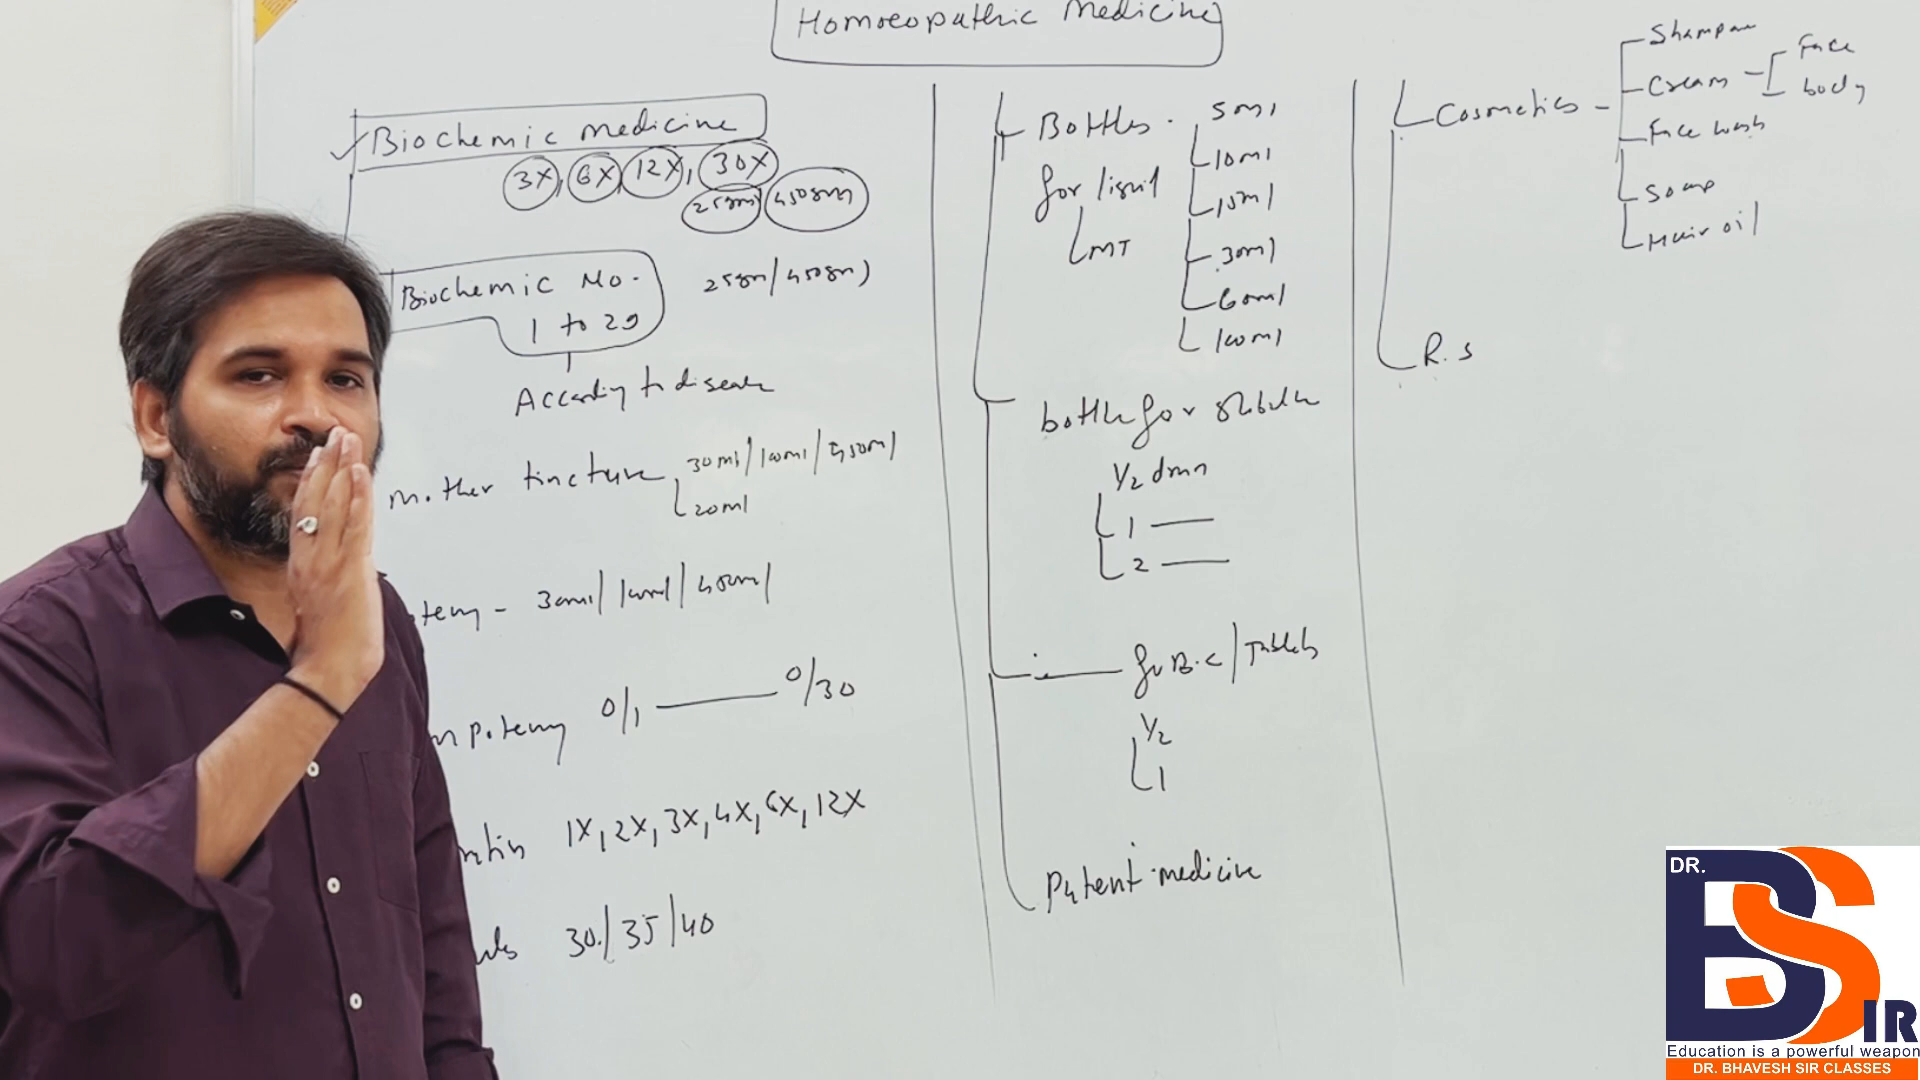 Homoeopathic Medicine
Biochemic medicine
3X, 6X, 12X, 30X
25gm 450gm
Biochemic No.
1 to 29
25gm/450gm)
According to disease
Mother tincture 30ml/100ml/450ml
20ml
tency - 30ml/100ml/450ml
m potency 0/1 — 0/30
1X, 2X, 3X, 4X, 6X, 12X
30/35/40
Bottles. 5ml
for liquid
MT
10ml
15ml
30ml
60ml
100ml
bottle for globule
1/2 dram
1 —
2 —
— for B.C/Tablets
1/2
1
Patent medicine
Cosmetics -
Shampoo
Cream - Face
body
Face wash
Soap
Hair oil
R.S
DR.
BS
IR
Education is a powerful weapon
DR. BHAVESH SIR CLASSES